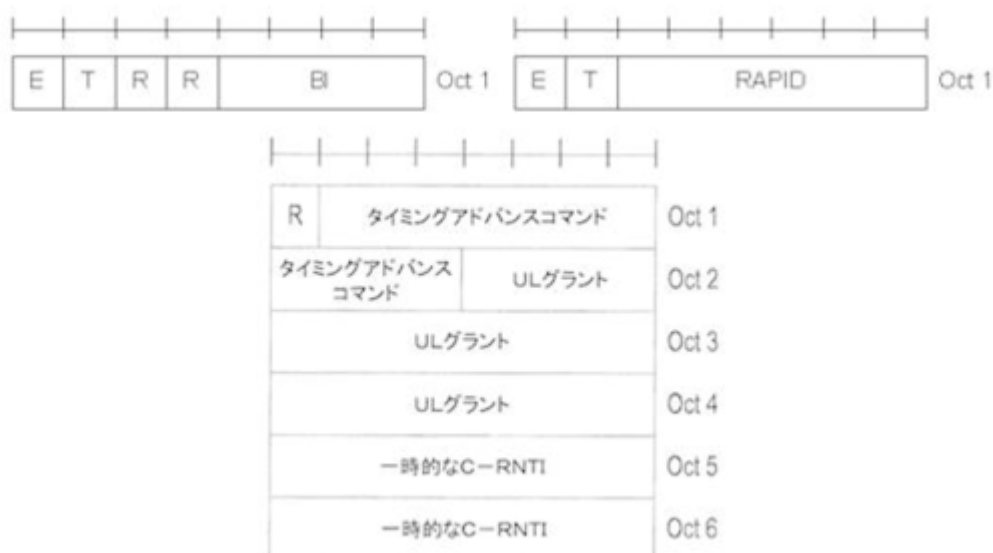 E T R R BI Oct 1
E T RAPID Oct 1
R タイミングアドバンスコマンド Oct 1
タイミングアドバンス
コマンド ULグラント Oct 2
ULグラント Oct 3
ULグラント Oct 4
一時的なC-RNTI Oct 5
一時的なC-RNTI Oct 6